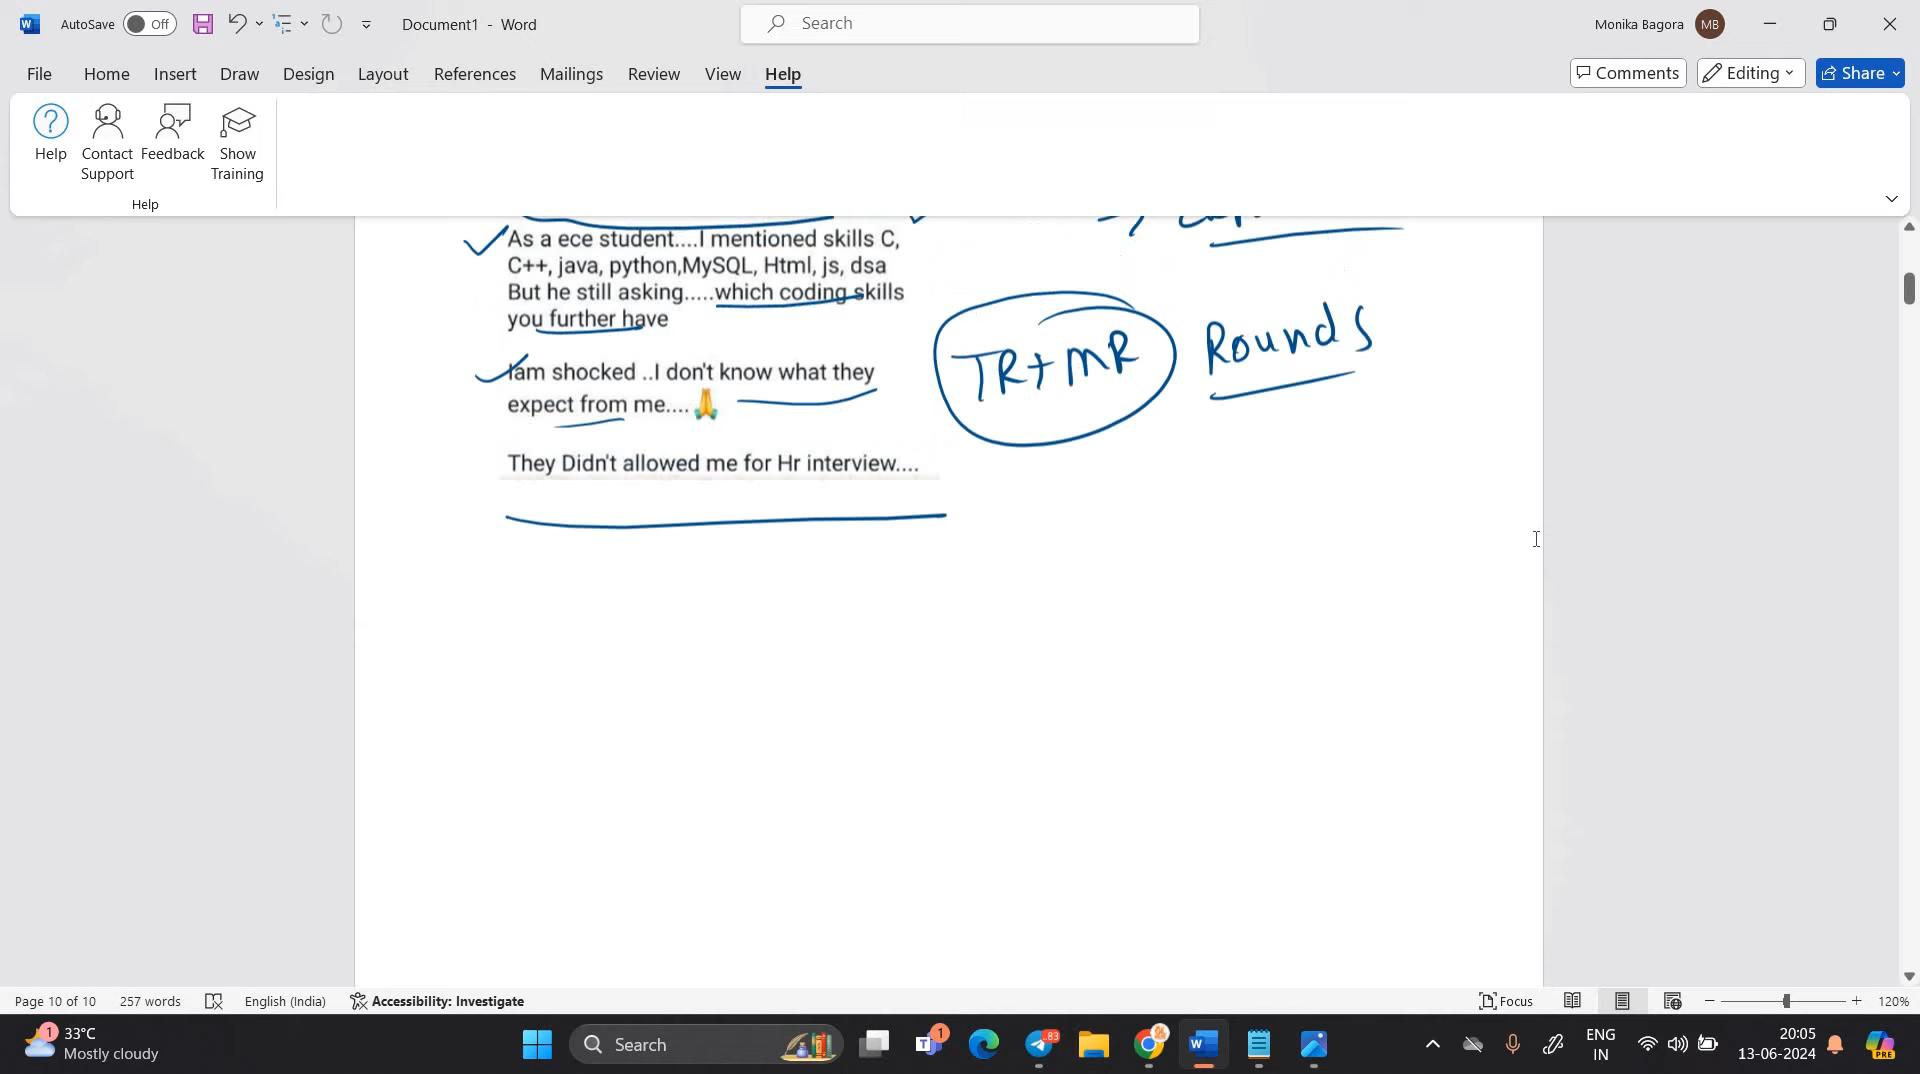 AutoSave Off Document1 - Word Search Monika Bagora MB
File Home Insert Draw Design Layout References Mailings Review View Help Comments Editing Share
Help Contact Support Feedback Show Training
Help
As a ece student....I mentioned skills C,
C++, java, python,MySQL, Html, js, dsa
But he still asking.....which coding skills
you further have
Iam shocked ..I don't know what they
expect from me....🙏
They Didn't allowed me for Hr interview....
TR+MR Rounds
Page 10 of 10 257 words English (India) Accessibility: Investigate Focus 120%
1 33°C
Mostly cloudy
Search 1 83
ENG
IN
20:05
13-06-2024
PRE